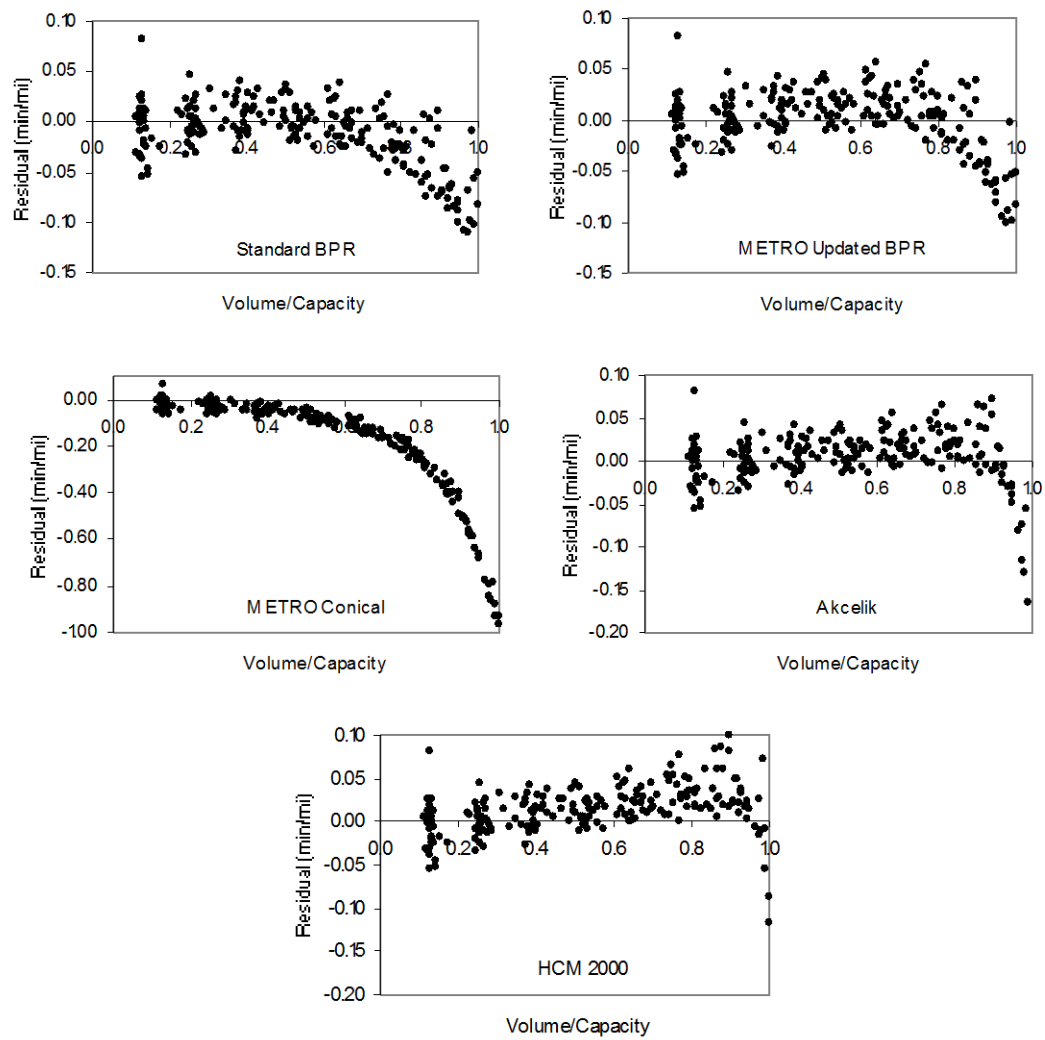 0.10
0.05
0.00
-0.05
-0.10
-0.15
0.0 0.2 0.4 0.6 0.8 1.0
Residual (min/mi)
Standard BPR
Volume/Capacity
0.10
0.05
0.00
-0.05
-0.10
-0.15
0.0 0.2 0.4 0.6 0.8 1.0
Residual (min/mi)
METRO Updated BPR
Volume/Capacity
0.00
-0.20
-0.40
-0.60
-0.80
-1.00
0.0 0.2 0.4 0.6 0.8 1.0
Residual (min/mi)
METRO Conical
Volume/Capacity
0.10
0.05
0.00
-0.05
-0.10
-0.15
-0.20
0.0 0.2 0.4 0.6 0.8 1.0
Residual (min/mi)
Akcelik
Volume/Capacity
0.10
0.05
0.00
-0.05
-0.10
-0.15
-0.20
0.0 0.2 0.4 0.6 0.8 1.0
Residual (min/mi)
HCM 2000
Volume/Capacity